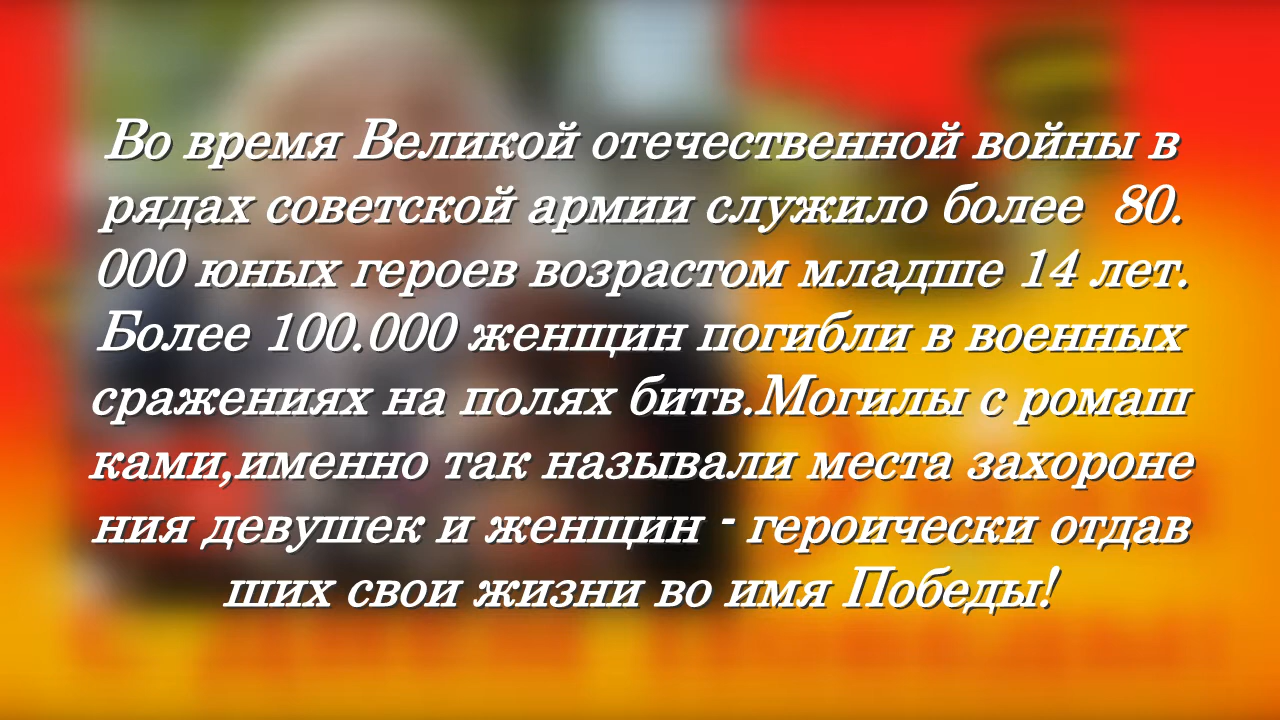 Во время Великой отечественной войны в
рядах советской армии служило более  80.
000 юных героев возрастом младше 14 лет.
Более 100.000 женщин погибли в военных
сражениях на полях битв.Могилы с ромаш
ками,именно так называли места захороне
ния девушек и женщин - героически отдав
ших свои жизни во имя Победы!